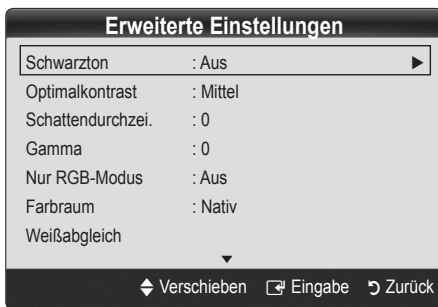 Erweiterte Einstellungen
Schwarzton : Aus ►
Optimalkontrast : Mittel
Schattendurchzei. : 0
Gamma : 0
Nur RGB-Modus : Aus
Farbraum : Nativ
Weißabgleich
▼
Verschieben Eingabe Zurück